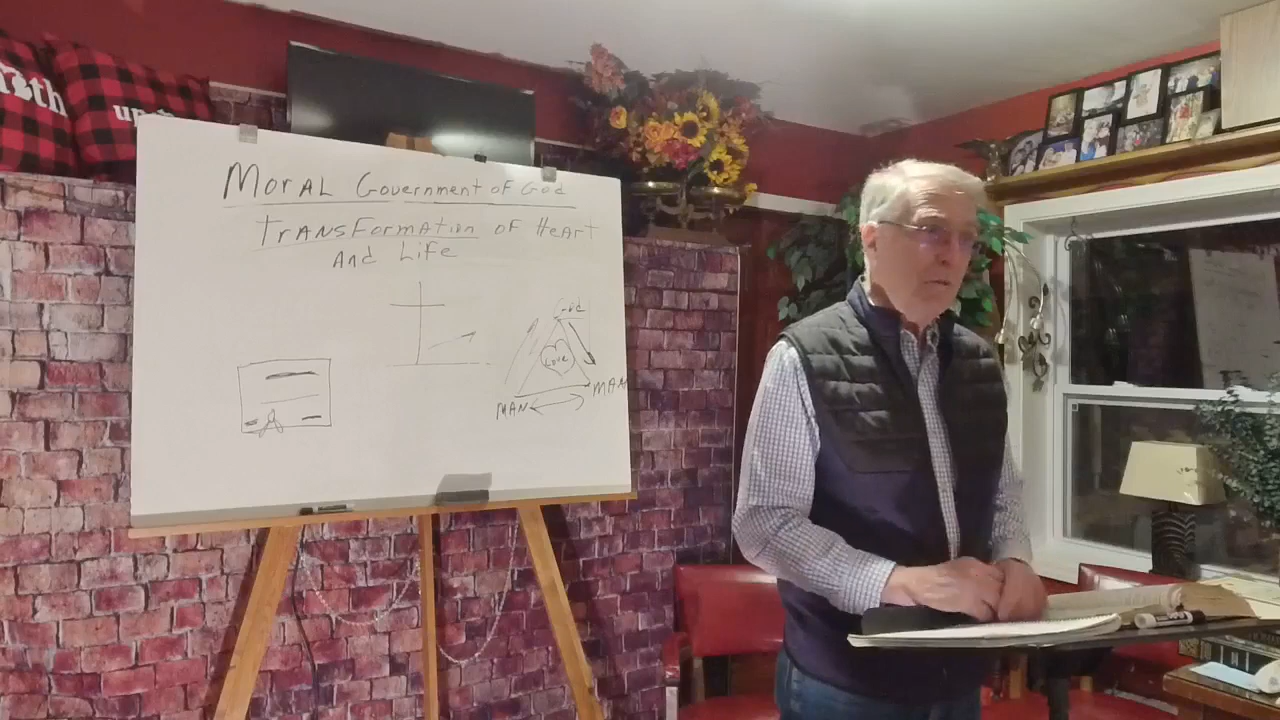 MORAL Government of God
TRANSFORMATION of HeArT
And Life
God
Love
MAN
MAN